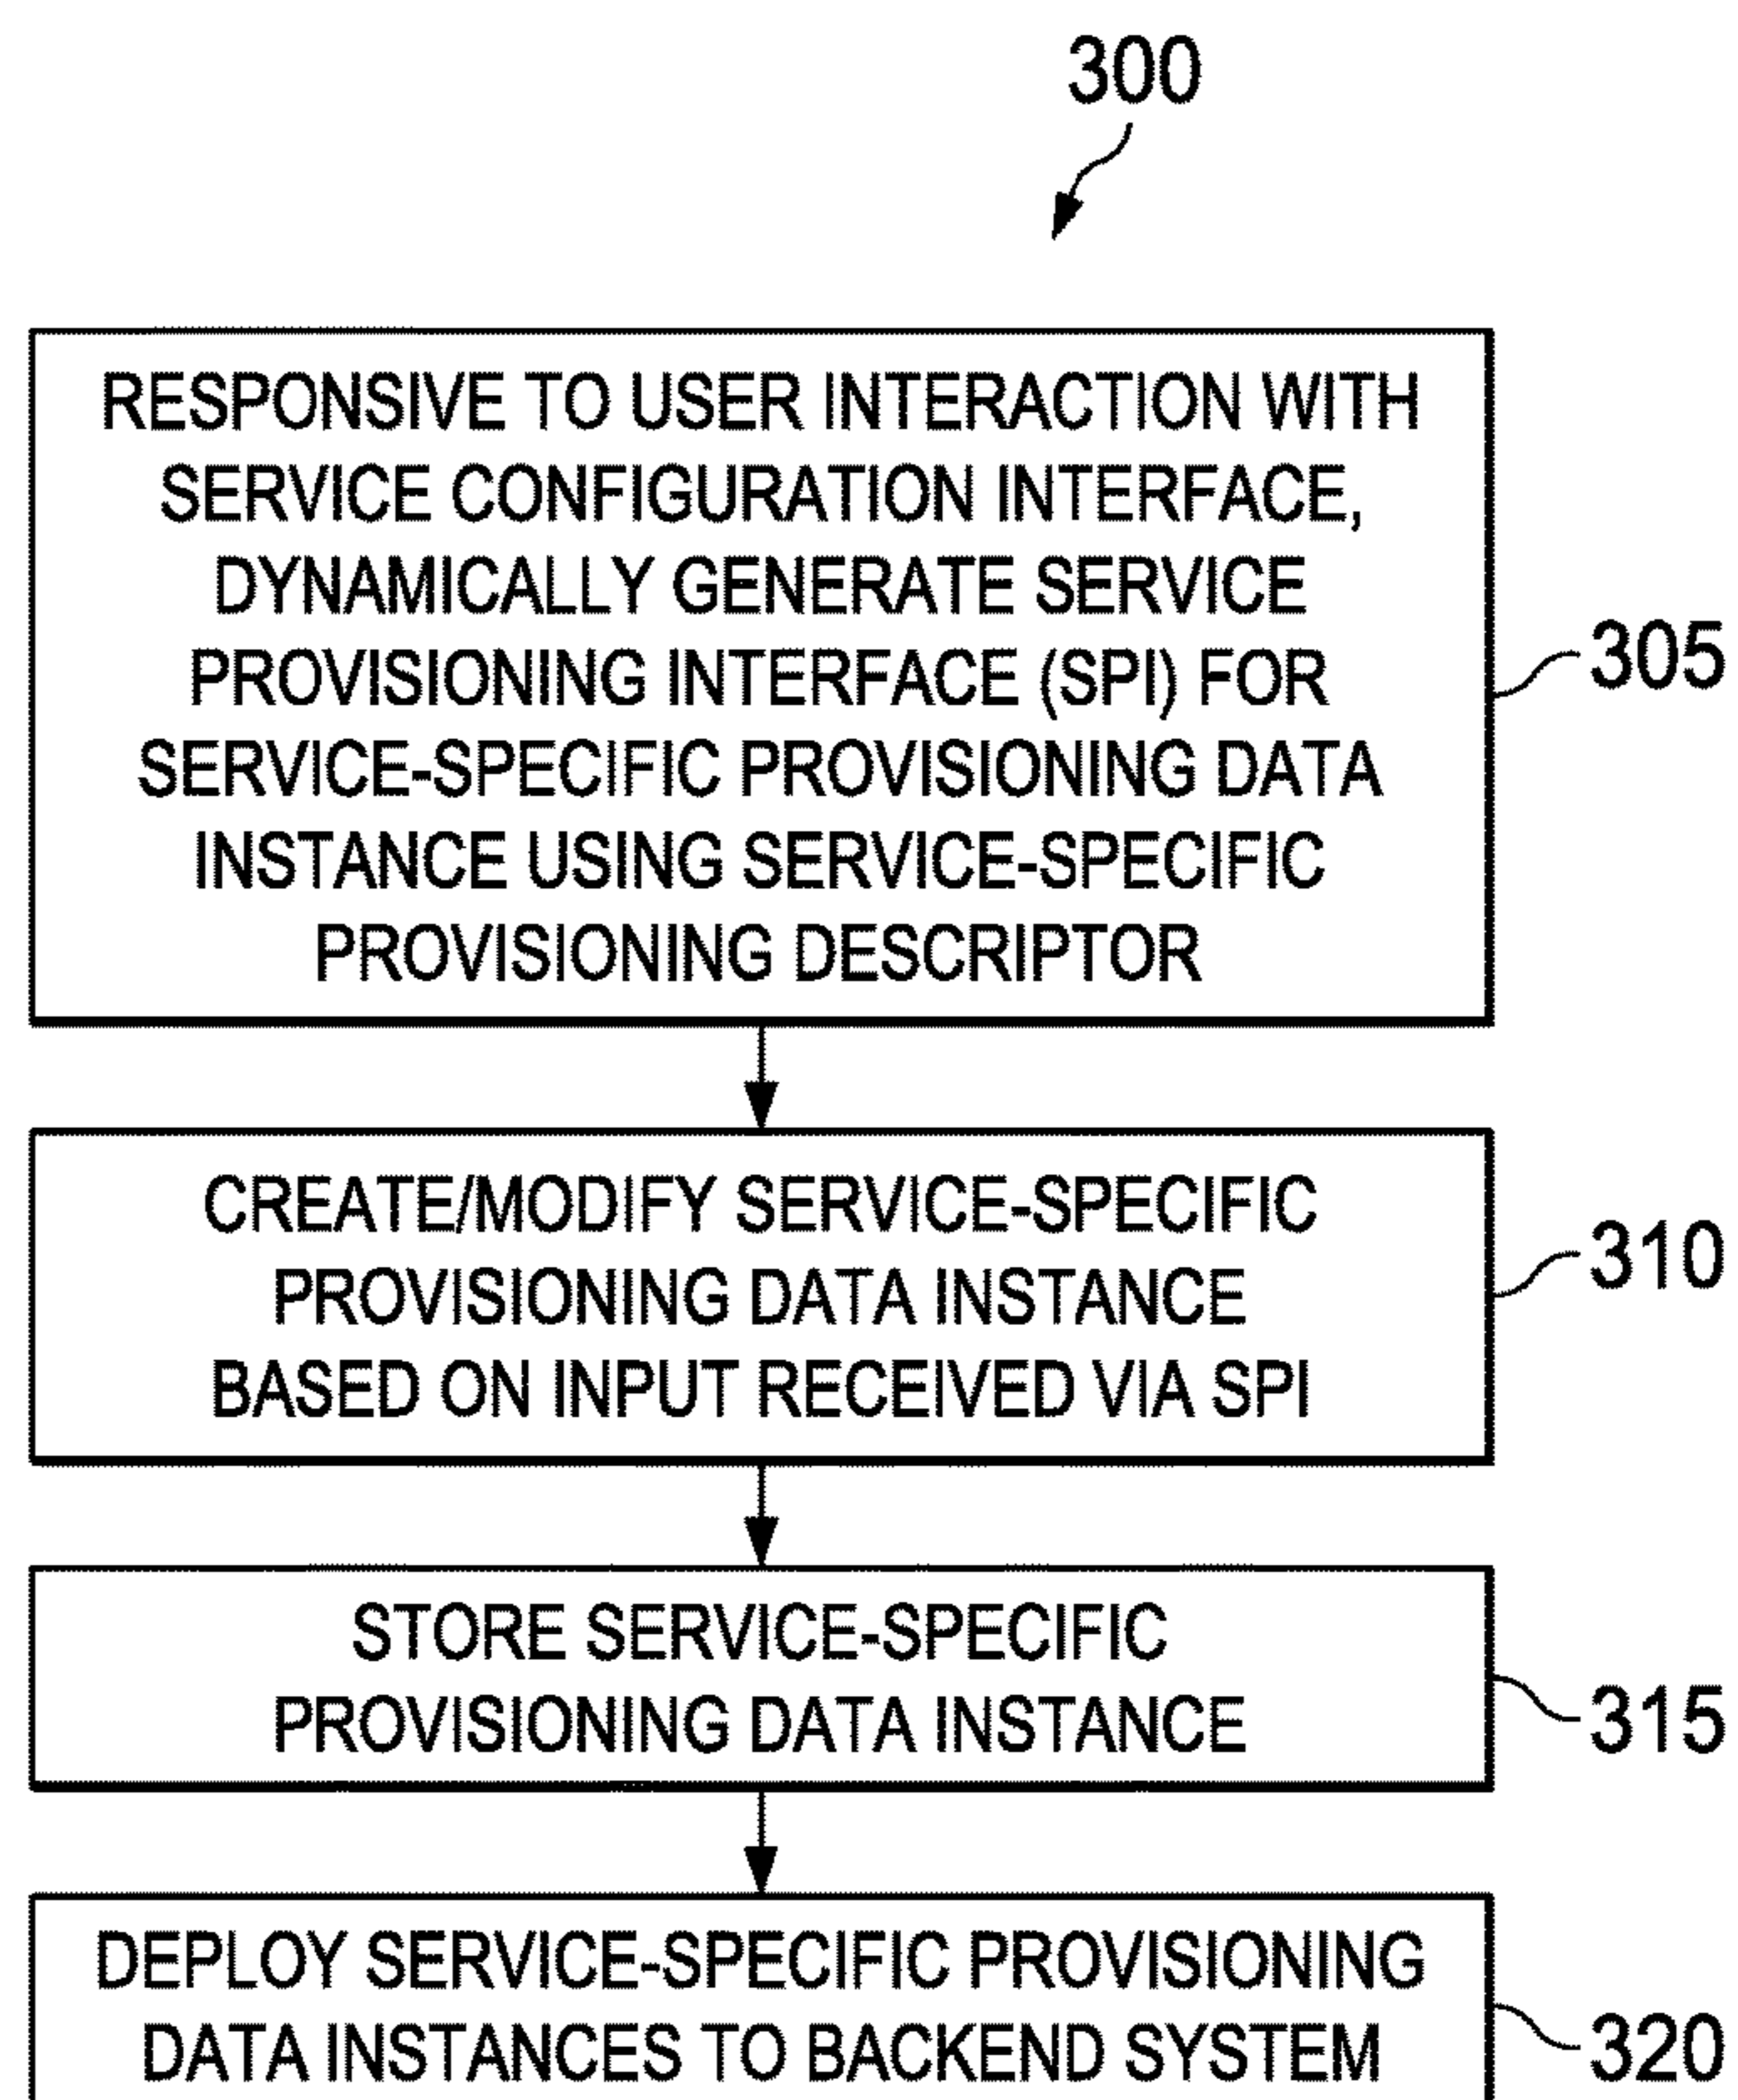 300
RESPONSIVE TO USER INTERACTION WITH
SERVICE CONFIGURATION INTERFACE,
DYNAMICALLY GENERATE SERVICE
PROVISIONING INTERFACE (SPI) FOR
SERVICE-SPECIFIC PROVISIONING DATA
INSTANCE USING SERVICE-SPECIFIC
PROVISIONING DESCRIPTOR
305
CREATE/MODIFY SERVICE-SPECIFIC
PROVISIONING DATA INSTANCE
BASED ON INPUT RECEIVED VIA SPI
310
STORE SERVICE-SPECIFIC
PROVISIONING DATA INSTANCE
315
DEPLOY SERVICE-SPECIFIC PROVISIONING
DATA INSTANCES TO BACKEND SYSTEM
320